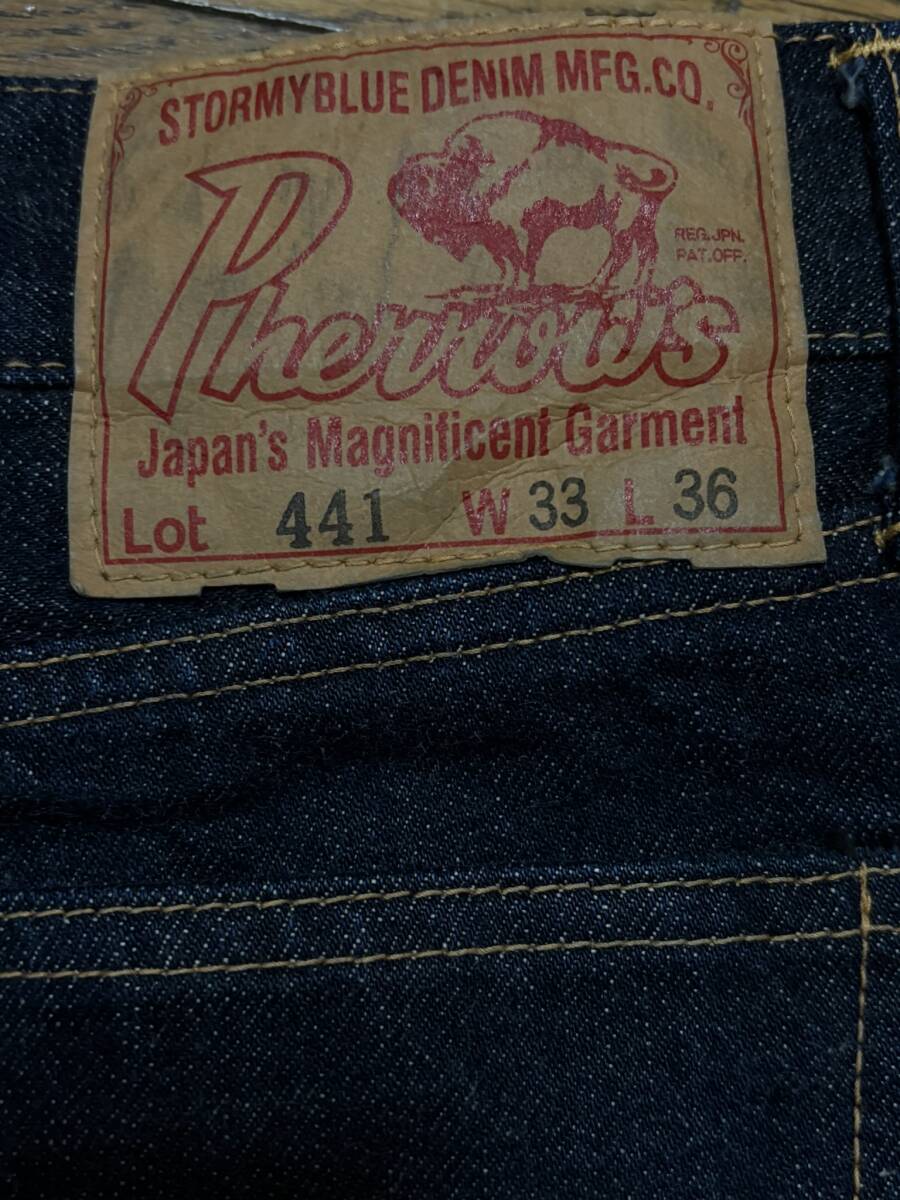 STORMYBLUE DENIM MFG.CO.
REG.JPN.
PAT.OFF.
Pherrow's
Japan's Magnificent Garment
Lot 441 W 33 L 36